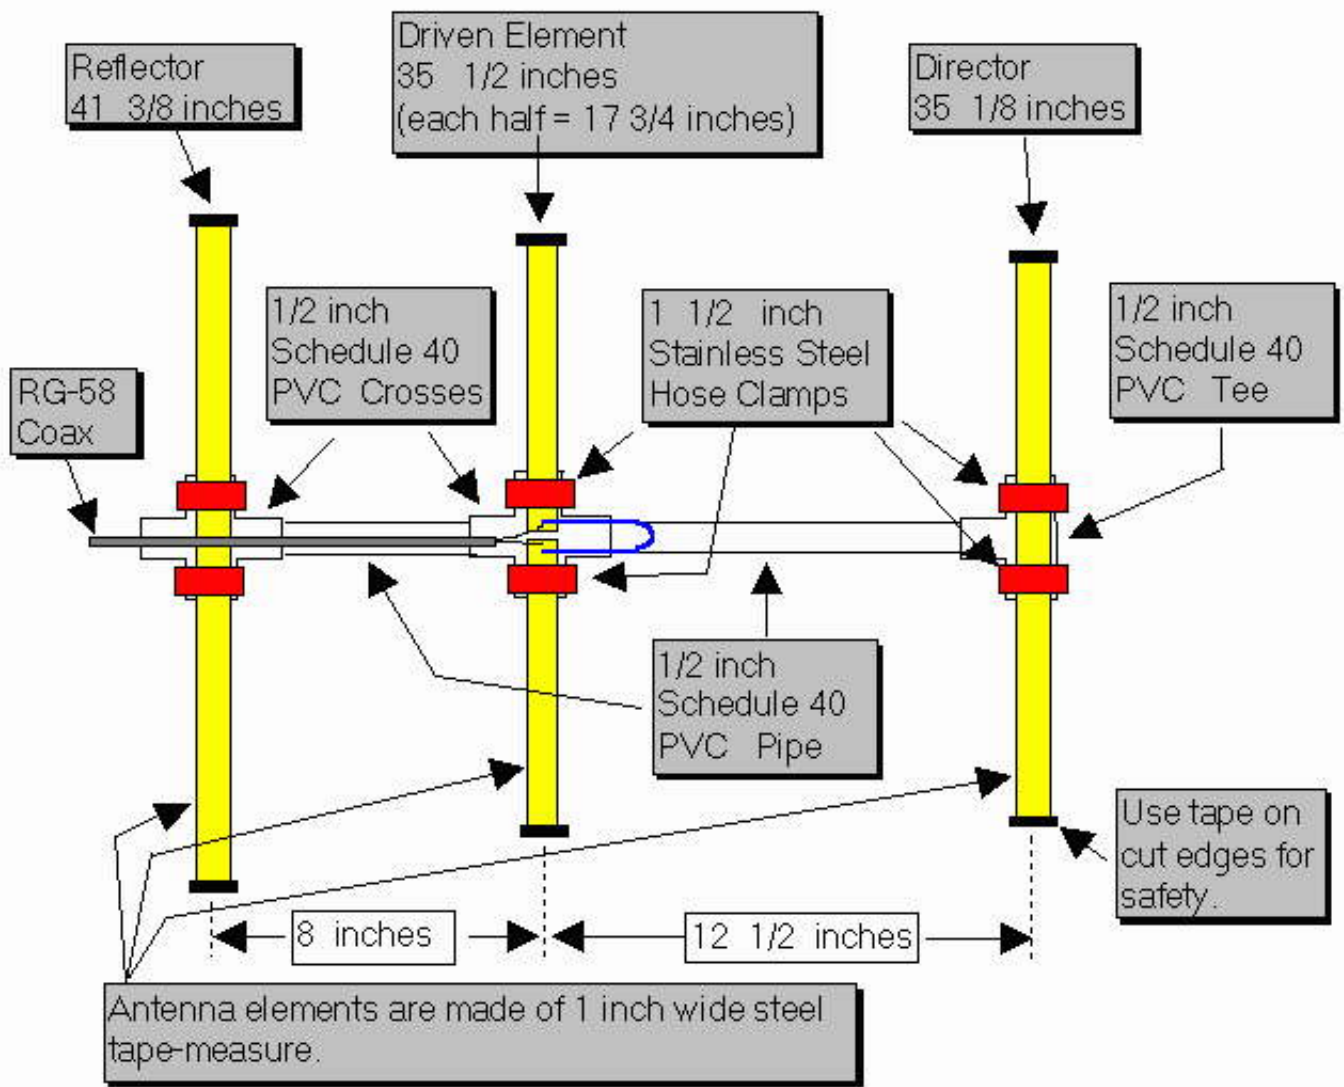 Reflector
41 3/8 inches
Driven Element
35 1/2 inches
(each half = 17 3/4 inches)
Director
35 1/8 inches
1/2 inch
Schedule 40
PVC Crosses
1 1/2 inch
Stainless Steel
Hose Clamps
1/2 inch
Schedule 40
PVC Tee
RG-58
Coax
1/2 inch
Schedule 40
PVC Pipe
Use tape on
cut edges for
safety.
8 inches
12 1/2 inches
Antenna elements are made of 1 inch wide steel
tape-measure.